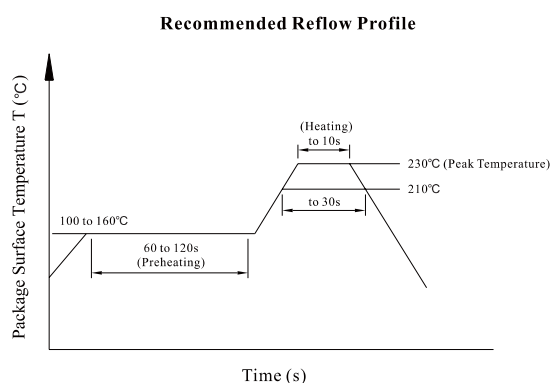 Recommended Reflow Profile
Package Surface Temperature T (℃)
(Heating)
to 10s
230℃ (Peak Temperature)
210℃
to 30s
100 to 160℃
60 to 120s
(Preheating)
Time (s)